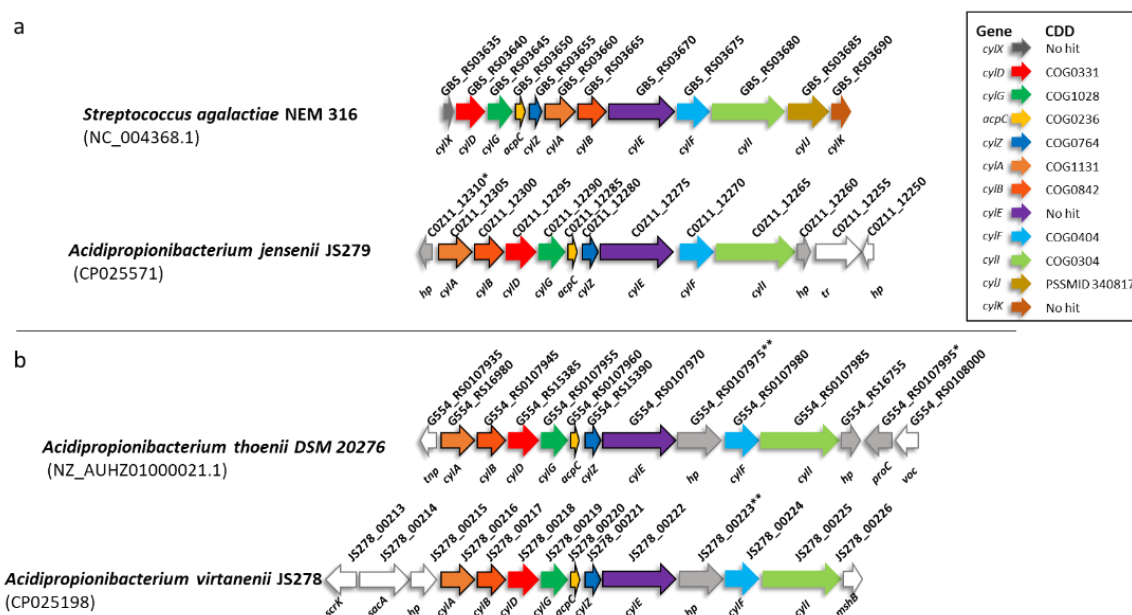 a
Streptococcus agalactiae NEM 316
(NC_004368.1)
GBS_RS03635
GBS_RS03640
GBS_RS03645
GBS_RS03650
GBS_RS03655
GBS_RS03660
GBS_RS03665
GBS_RS03670
GBS_RS03675
GBS_RS03680
GBS_RS03685
GBS_RS03690
cylX
cylD
cylG
acpC
cylZ
cylA
cylB
cylE
cylF
cylI
cylJ
cylK
Acidipropionibacterium jensenii JS279
(CP025571)
C0Z11_12310*
C0Z11_12305
C0Z11_12300
C0Z11_12295
C0Z11_12290
C0Z11_12285
C0Z11_12280
C0Z11_12275
C0Z11_12270
C0Z11_12265
C0Z11_12260
C0Z11_12255
C0Z11_12250
hp
cylA
cylB
cylD
cylG
acpC
cylZ
cylE
cylF
cylI
hp
tr
hp
Gene CDD
cylX No hit
cylD COG0331
cylG COG1028
acpC COG0236
cylZ COG0764
cylA COG1131
cylB COG0842
cylE No hit
cylF COG0404
cylI COG0304
cylJ PSSMID 340817
cylK No hit
b
Acidipropionibacterium thoenii DSM 20276
(NZ_AUHZ01000021.1)
G554_RS0107935
G554_RS16980
G554_RS0107945
G554_RS15385
G554_RS0107955
G554_RS0107960
G554_RS15390
G554_RS0107970
G554_RS0107975**
G554_RS0107980
G554_RS0107985
G554_RS16755
G554_RS0107995*
G554_RS0108000
tnp
cylA
cylB
cylD
cylG
acpC
cylZ
cylE
hp
cylF
cylI
hp
proC
voc
Acidipropionibacterium virtanenii JS278
(CP025198)
JS278_00213
JS278_00214
JS278_00215
JS278_00216
JS278_00217
JS278_00218
JS278_00219
JS278_00220
JS278_00221
JS278_00222
JS278_00223**
JS278_00224
JS278_00225
JS278_00226
scrK
sacA
hp
cylA
cylB
cylD
cylG
acpC
cylZ
cylE
hp
cylF
cylI
mshB